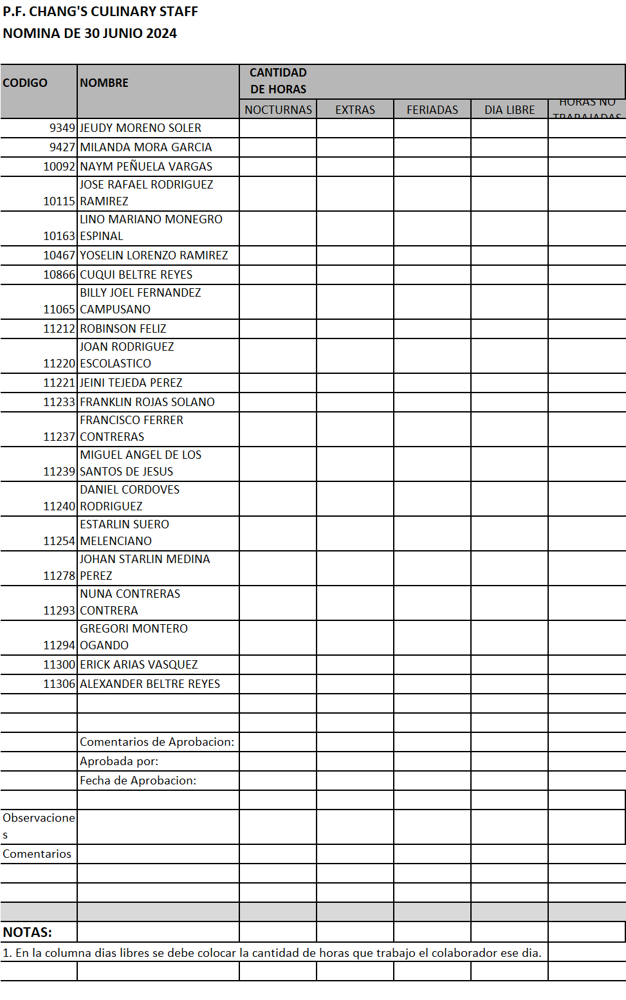 P.F. CHANG'S CULINARY STAFF
NOMINA DE 30 JUNIO 2024
CODIGO NOMBRE CANTIDAD
DE HORAS
NOCTURNAS EXTRAS FERIADAS DIA LIBRE HORAS NO
TRABAJADAS
9349 JEUDY MORENO SOLER
9427 MILANDA MORA GARCIA
10092 NAYM PEÑUELA VARGAS
JOSE RAFAEL RODRIGUEZ
10115 RAMIREZ
LINO MARIANO MONEGRO
10163 ESPINAL
10467 YOSELIN LORENZO RAMIREZ
10866 CUQUI BELTRE REYES
BILLY JOEL FERNANDEZ
11065 CAMPUSANO
11212 ROBINSON FELIZ
JOAN RODRIGUEZ
11220 ESCOLASTICO
11221 JEINI TEJEDA PEREZ
11233 FRANKLIN ROJAS SOLANO
FRANCISCO FERRER
11237 CONTRERAS
MIGUEL ANGEL DE LOS
11239 SANTOS DE JESUS
DANIEL CORDOVES
11240 RODRIGUEZ
ESTARLIN SUERO
11254 MELENCIANO
JOHAN STARLIN MEDINA
11278 PEREZ
NUNA CONTRERAS
11293 CONTRERA
GREGORI MONTERO
11294 OGANDO
11300 ERICK ARIAS VASQUEZ
11306 ALEXANDER BELTRE REYES
Comentarios de Aprobacion:
Aprobada por:
Fecha de Aprobacion:
Observacione
s
Comentarios
NOTAS:
1. En la columna dias libres se debe colocar la cantidad de horas que trabajo el colaborador ese dia.